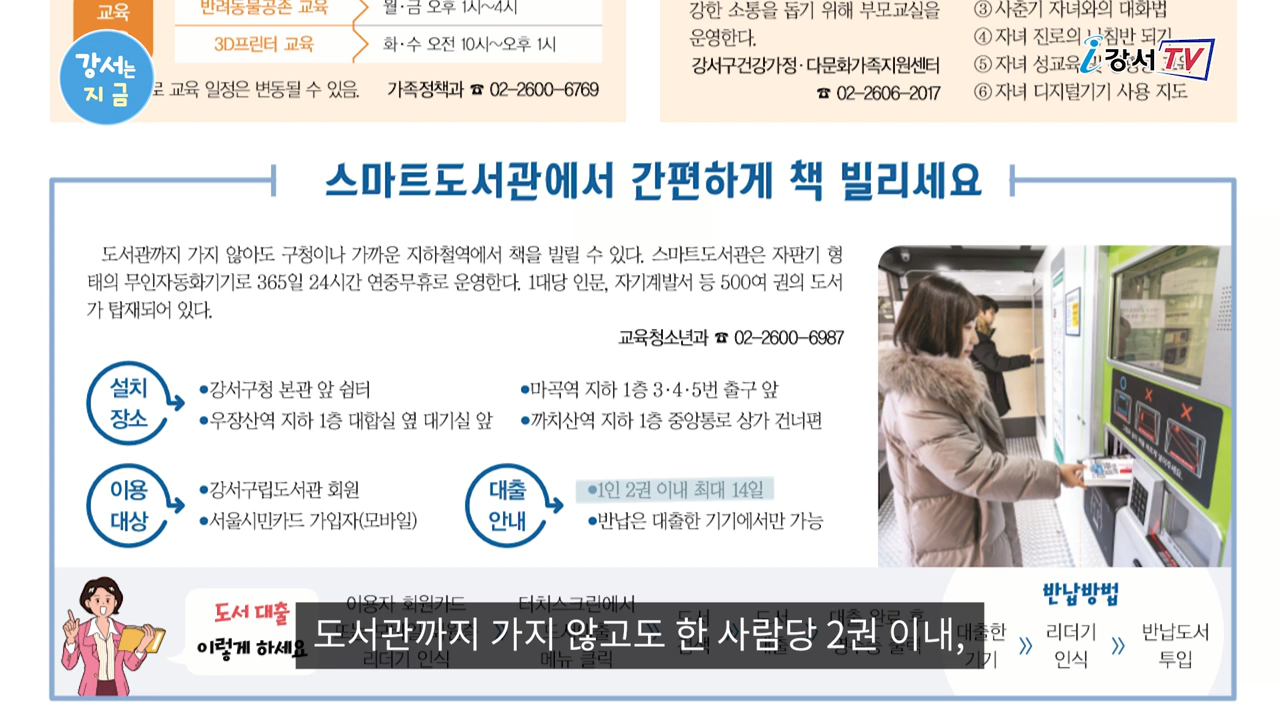 교육
반려동물공존 교육
월·금 오후 1시~4시
3D프린터 교육
화·수 오전 10시~오후 1시
로 교육 일정은 변동될 수 있음.
가족정책과 ☎ 02-2600-6769
강서는
지금
강한 소통을 돕기 위해 부모교실을
운영한다.
강서구건강가정·다문화가족지원센터
☎ 02-2606-2017
③ 사춘기 자녀와의 대화법
④ 자녀 진로의 나침반 되기
⑤ 자녀 성교육 및
⑥ 자녀 디지털기기 사용 지도
i강서TV
스마트도서관에서 간편하게 책 빌리세요
도서관까지 가지 않아도 구청이나 가까운 지하철역에서 책을 빌릴 수 있다. 스마트도서관은 자판기 형
태의 무인자동화기기로 365일 24시간 연중무휴로 운영한다. 1대당 인문, 자기계발서 등 500여 권의 도서
가 탑재되어 있다.
교육청소년과 ☎ 02-2600-6987
설치
장소
●강서구청 본관 앞 쉼터
●우장산역 지하 1층 대합실 옆 대기실 앞
●마곡역 지하 1층 3·4·5번 출구 앞
●까치산역 지하 1층 중앙통로 상가 건너편
이용
대상
●강서구립도서관 회원
●서울시민카드 가입자(모바일)
대출
안내
●1인 2권 이내 최대 14일
●반납은 대출한 기기에서만 가능
도서 대출
이렇게 하세요
이용자 회원카드
리더기 인식
터치스크린에서
메뉴 클릭
도서
검색
도서
대출 완료 후
반납방법
대출한
기기
》
리더기
인식
》
반납도서
투입
도서관까지 가지 않고도 한 사람당 2권 이내,